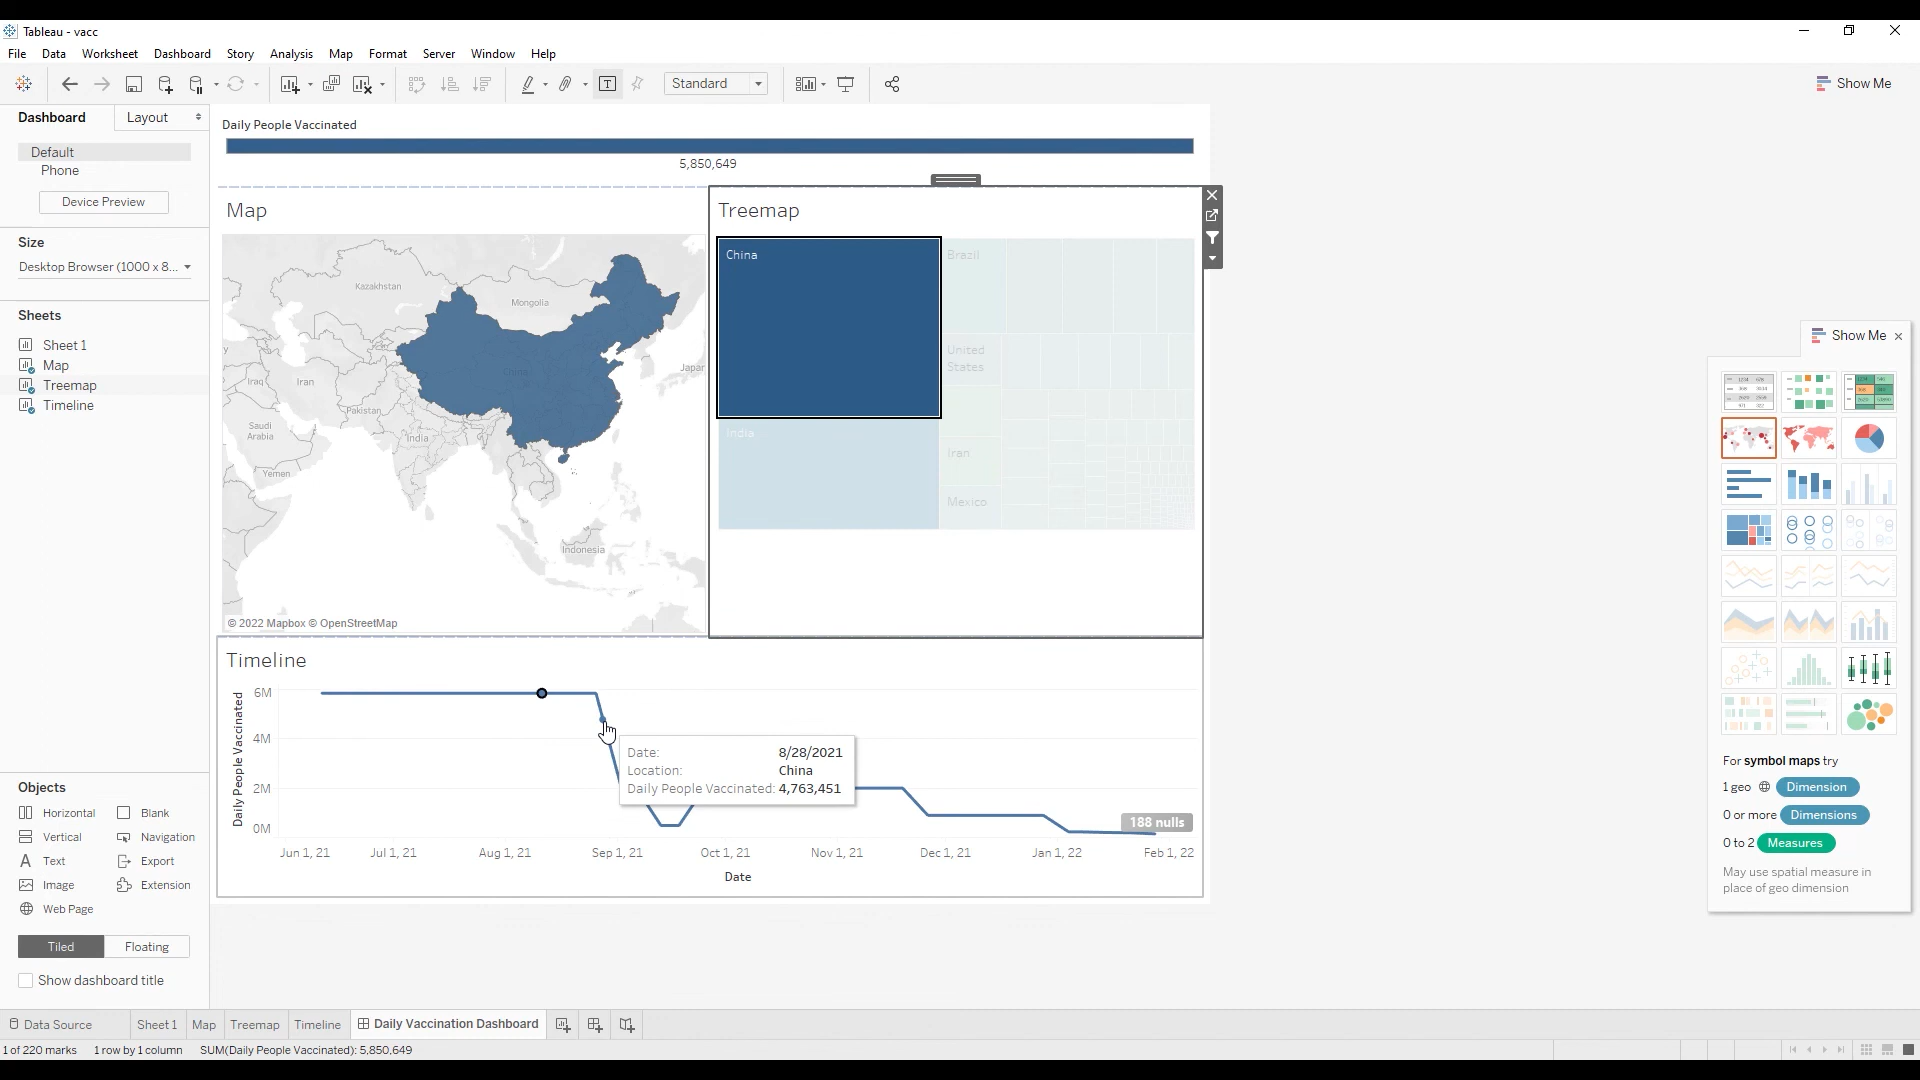 Tableau - vacc
File Data Worksheet Dashboard Story Analysis Map Format Server Window Help
Standard
Show Me
Dashboard Layout
Default
Phone
Device Preview
Size
Desktop Browser (1000 x 8...
Sheets
Sheet 1
Map
Treemap
Timeline
Objects
Horizontal Blank
Vertical Navigation
Text Export
Image Extension
Web Page
Tiled Floating
Show dashboard title
Daily People Vaccinated
5,850,649
Map
Kazakhstan
Mongolia
China
Japan
Iraq
Iran
Pakistan
Saudi
Arabia
India
Yemen
Indonesia
© 2022 Mapbox © OpenStreetMap
Treemap
China
Brazil
United
States
India
Iran
Mexico
Timeline
Daily People Vaccinated
6M
4M
2M
0M
Date: 8/28/2021
Location: China
Daily People Vaccinated: 4,763,451
188 nulls
Jun 1, 21 Jul 1, 21 Aug 1, 21 Sep 1, 21 Oct 1, 21 Nov 1, 21 Dec 1, 21 Jan 1, 22 Feb 1, 22
Date
Show Me
For symbol maps try
1 geo Dimension
0 or more Dimensions
0 to 2 Measures
May use spatial measure in
place of geo dimension
Data Source Sheet 1 Map Treemap Timeline Daily Vaccination Dashboard
1 of 220 marks 1 row by 1 column SUM(Daily People Vaccinated): 5,850,649